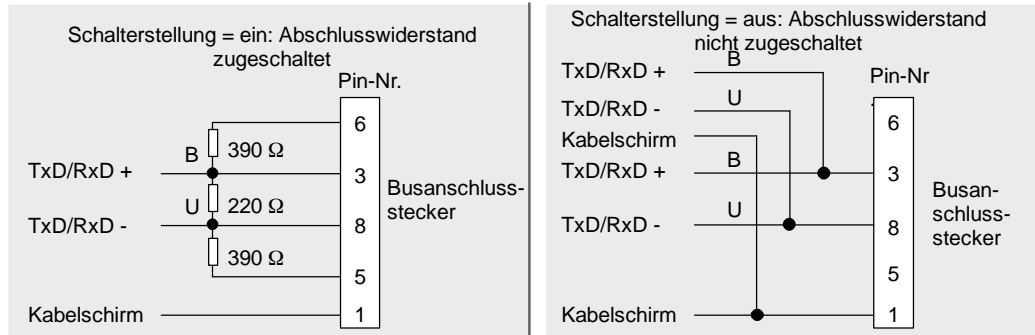 Schalterstellung = ein: Abschlusswiderstand
zugeschaltet
Pin-Nr.
6
390 Ω
B
TxD/RxD +
3
220 Ω
Busanschluss-
stecker
U
TxD/RxD -
8
390 Ω
5
Kabelschirm
1
Schalterstellung = aus: Abschlusswiderstand
nicht zugeschaltet
B
TxD/RxD +
Pin-Nr
U
TxD/RxD -
6
Kabelschirm
B
TxD/RxD +
3
Busan-
schluss-
stecker
U
TxD/RxD -
8
5
Kabelschirm
1